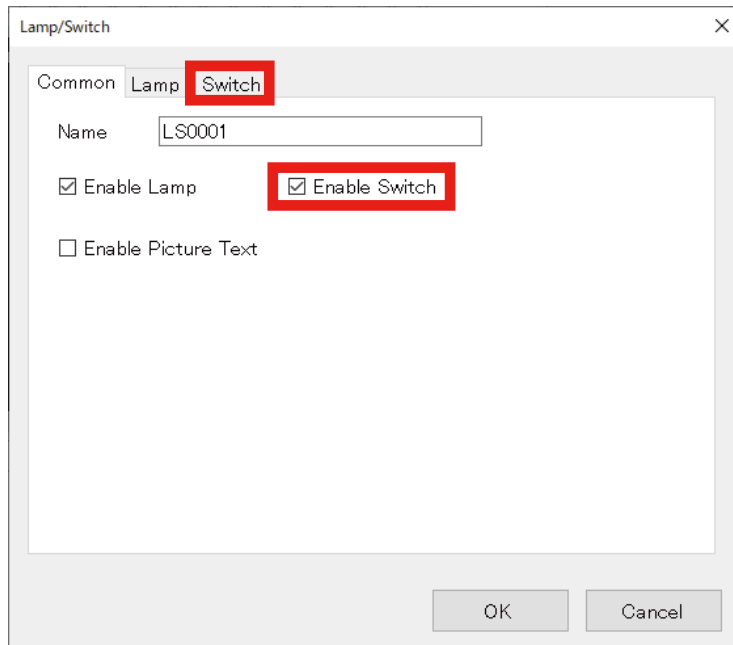 Lamp/Switch
Common Lamp Switch
Name LS0001
Enable Lamp Enable Switch
Enable Picture Text
OK Cancel